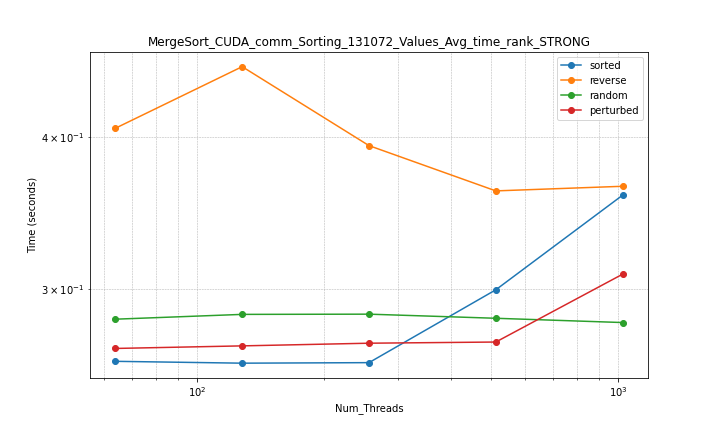 MergeSort_CUDA_comm_Sorting_131072_Values_Avg_time_rank_STRONG
sorted
reverse
random
perturbed
4 × 10⁻¹
3 × 10⁻¹
Time (seconds)
10² 10³
Num_Threads